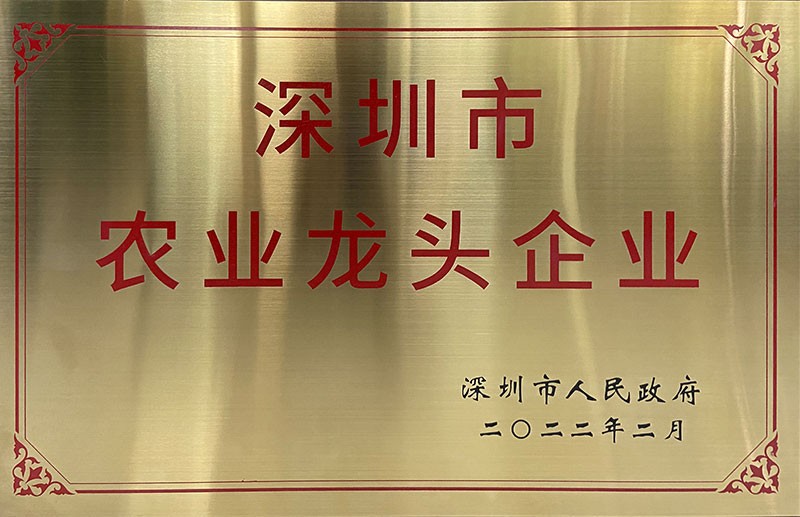 深圳市
农业龙头企业
深圳市人民政府
二〇二二年二月